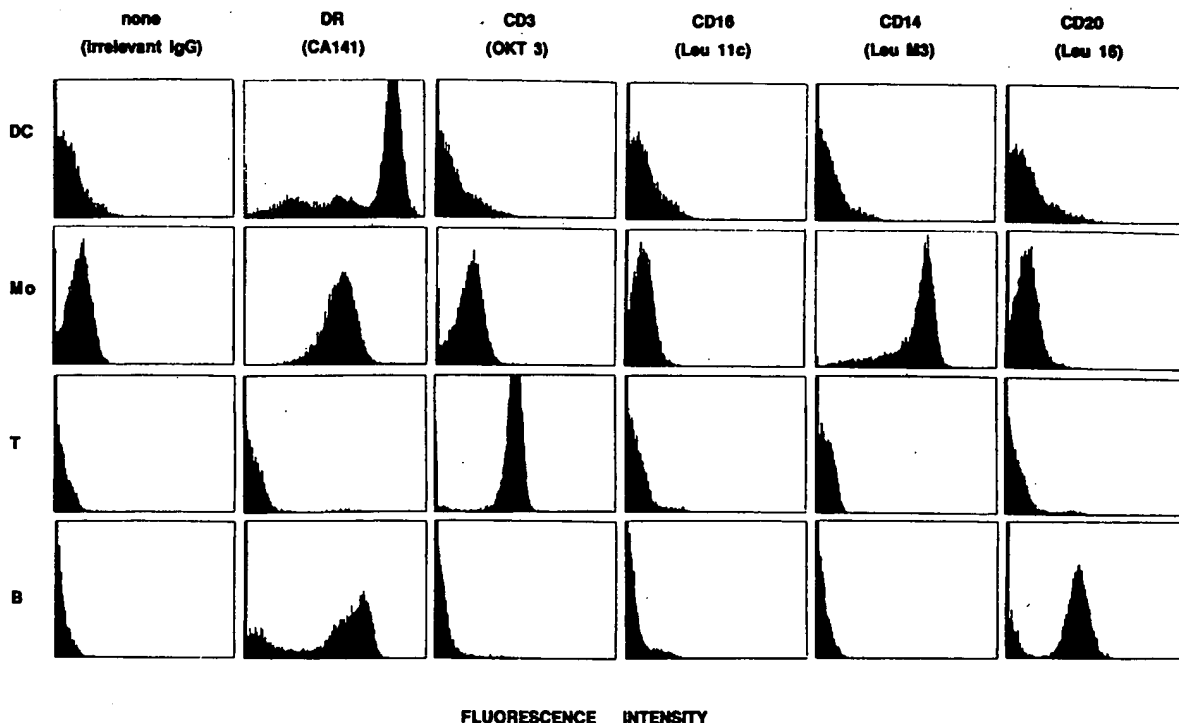 none DR CD3 CD16 CD14 CD20
(irrelevant IgG) (CA141) (OKT 3) (Leu 11c) (Leu M3) (Leu 16)
DC
Mo
T
B
FLUORESCENCE INTENSITY